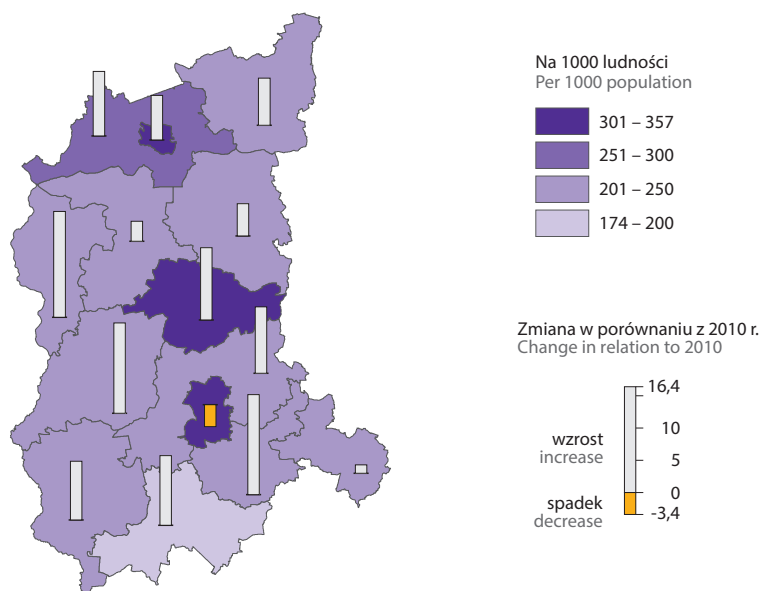 Na 1000 ludności
Per 1000 population
301 – 357
251 – 300
201 – 250
174 – 200
Zmiana w porównaniu z 2010 r.
Change in relation to 2010
16,4
10
wzrost
increase
5
0
spadek
decrease
-3,4